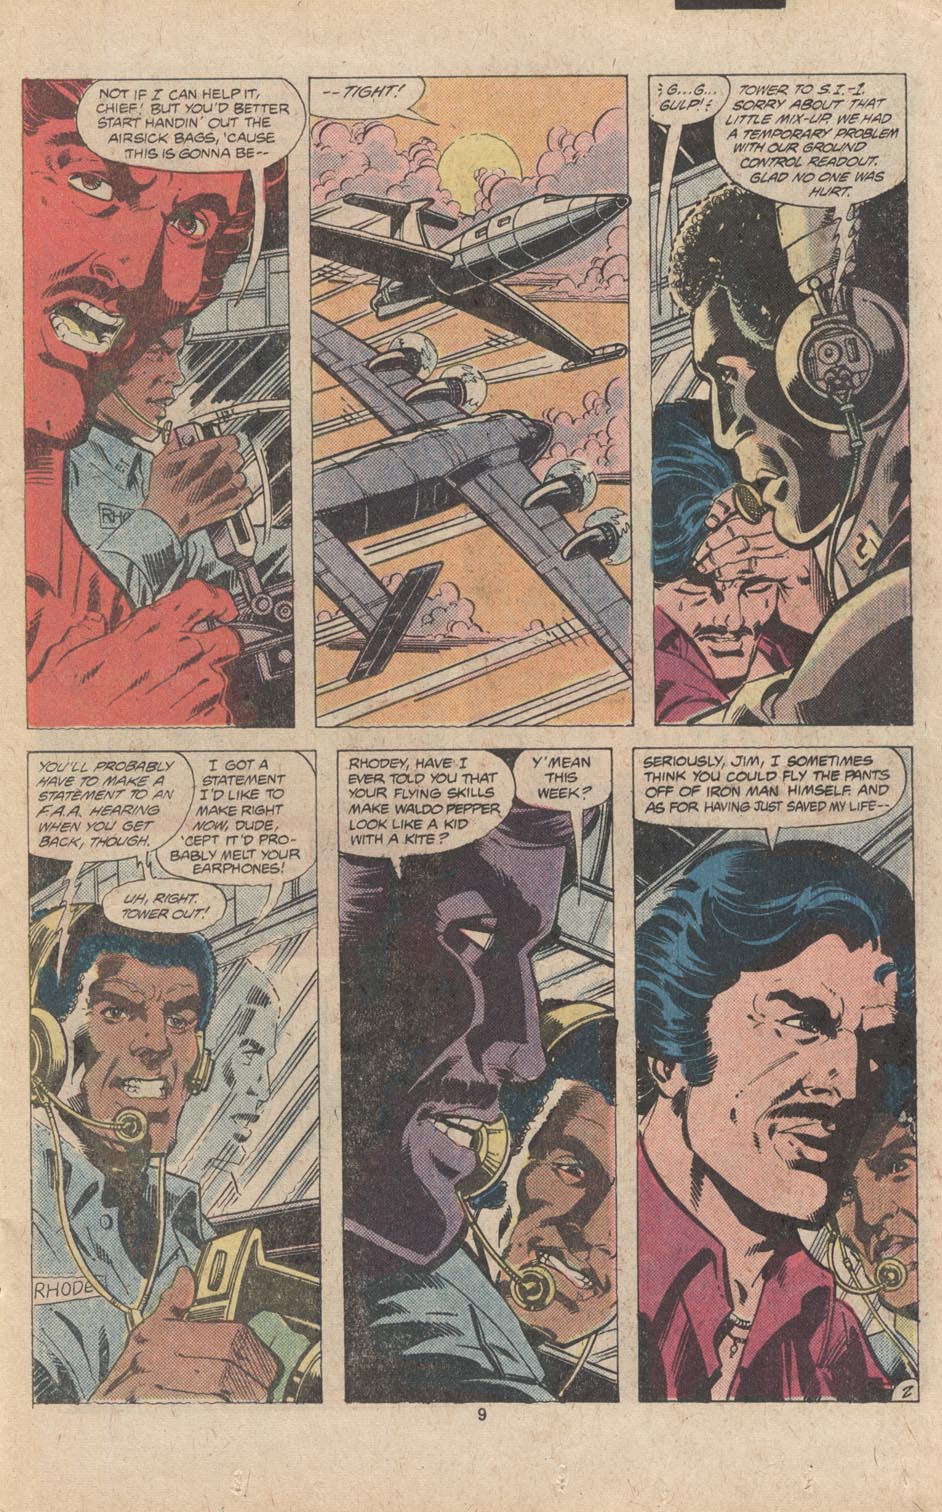 NOT IF I CAN HELP IT,
CHIEF! BUT YOU'D BETTER
START HANDIN' OUT THE
AIRSICK BAGS, 'CAUSE
THIS IS GONNA BE--
RHO
--TIGHT!
G...G...
GULP!
TOWER TO S.I.-1.
SORRY ABOUT THAT
LITTLE MIX-UP. WE HAD
A TEMPORARY PROBLEM
WITH OUR GROUND
CONTROL READOUT.
GLAD NO ONE WAS
HURT.
YOU'LL PROBABLY
HAVE TO MAKE A
STATEMENT TO AN
F.A.A. HEARING
WHEN YOU GET
BACK, THOUGH.
I GOT A
STATEMENT
I'D LIKE TO
MAKE RIGHT
NOW, DUDE,
'CEPT IT'D PRO-
BABLY MELT YOUR
EARPHONES!
UH, RIGHT.
TOWER OUT!
RHODE
RHODEY, HAVE I
EVER TOLD YOU THAT
YOUR FLYING SKILLS
MAKE WALDO PEPPER
LOOK LIKE A KID
WITH A KITE?
Y'MEAN
THIS
WEEK?
SERIOUSLY, JIM, I SOMETIMES
THINK YOU COULD FLY THE PANTS
OFF OF IRON MAN HIMSELF. AND
AS FOR HAVING JUST SAVED MY LIFE--
2
9